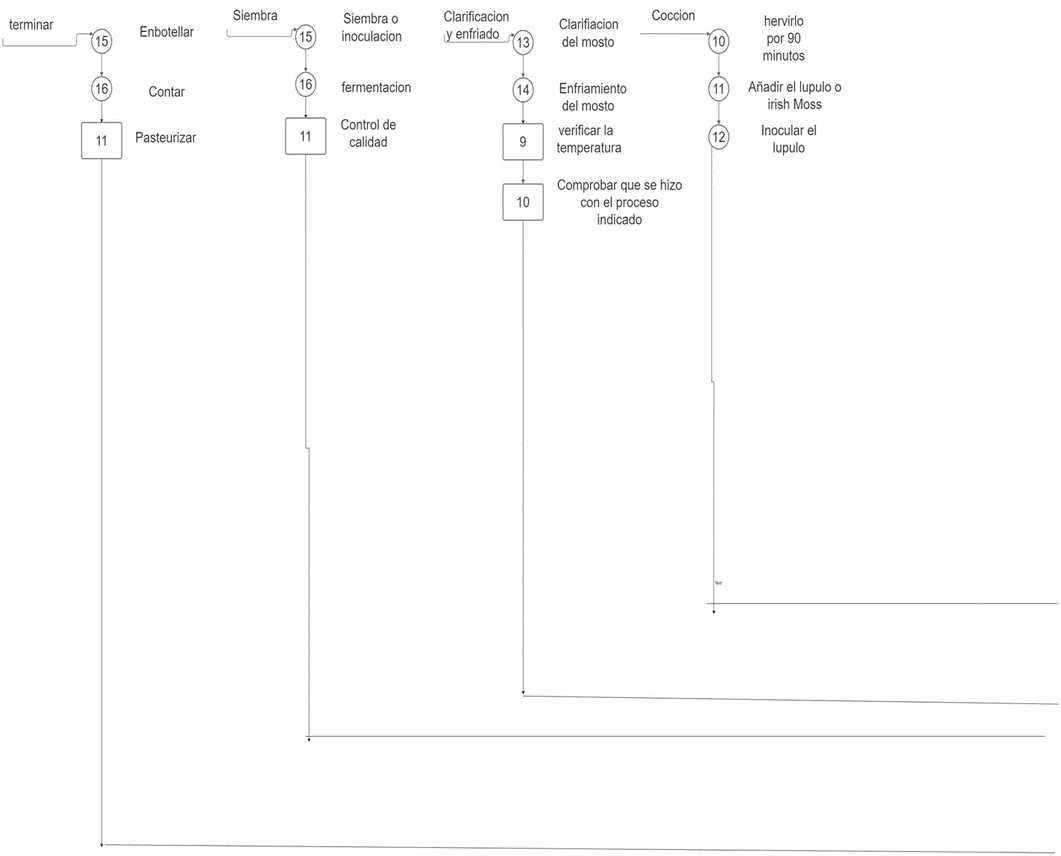 terminar
15
Enbotellar
16
Contar
11
Pasteurizar
Siembra
15
Siembra o
inoculacion
16
fermentacion
11
Control de
calidad
Clarificacion
y enfriado
13
Clarifiacion
del mosto
14
Enfriamiento
del mosto
9
verificar la
temperatura
10
Comprobar que se hizo
con el proceso
indicado
Coccion
10
hervirlo
por 90
minutos
11
Añadir el lupulo o
irish Moss
12
Inocular el
lupulo
Text